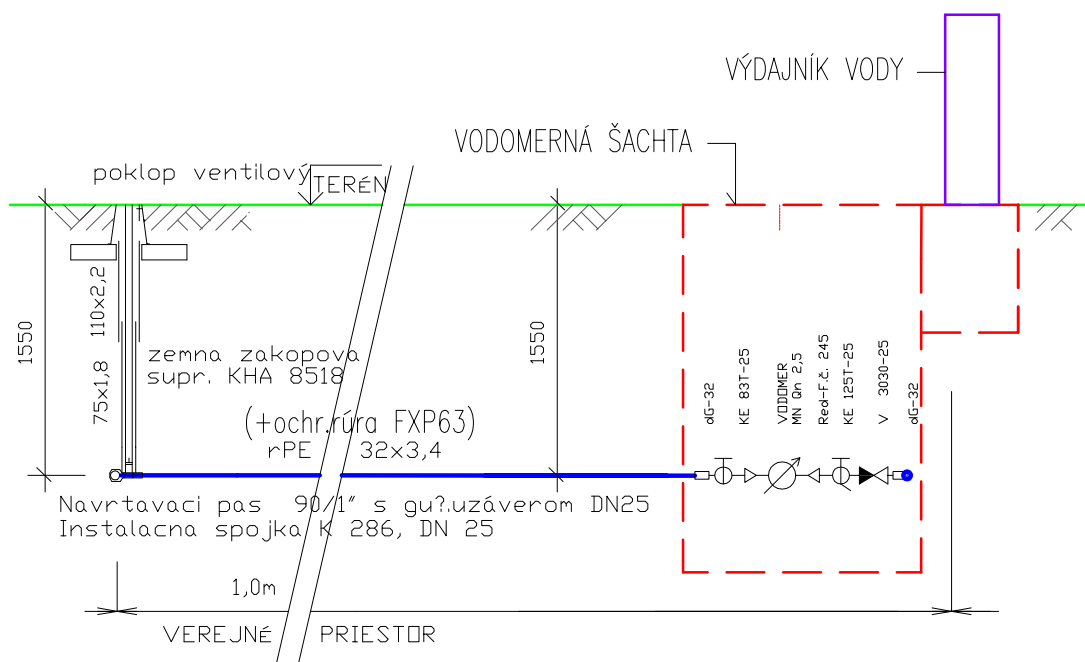 VÝDAJNÍK VODY
VODOMERNÁ ŠACHTA
poklop ventilový
TERéN
1550
110x2,2
75x1,8
zemna zakopova
supr. KHA 8518
(+ochr.rúra FXP63)
rPE 32x3,4
1550
dG-32
KE 83T-25
VODOMER
MN Qn 2,5
Red-F.č. 245
KE 125T-25
V 3030-25
dG-32
Navrtavaci pas 90/1" s gu?.uzáverom DN25
Instalacna spojka K 286, DN 25
1,0m
VEREJNé PRIESTOR